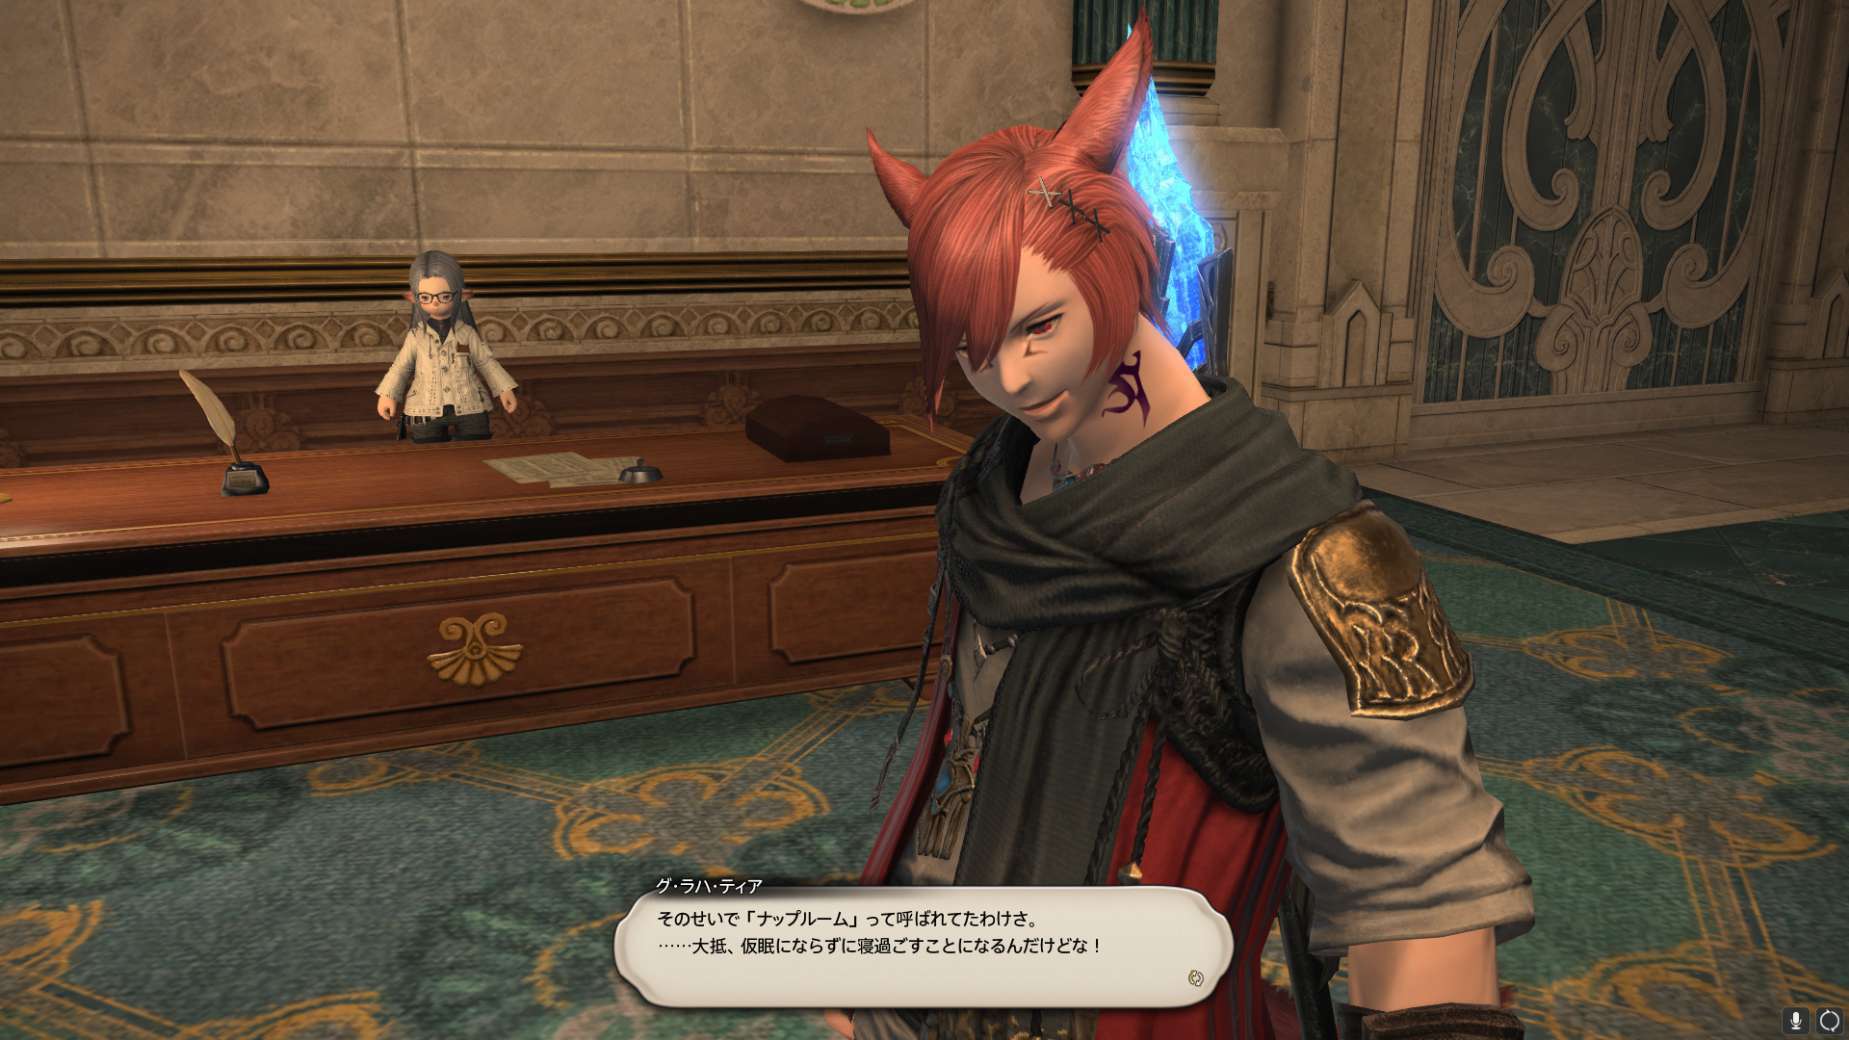 グ・ラハ・ティア
そのせいで「ナップルーム」って呼ばれてたわけさ。
……大抵、仮眠にならずに寝過ごすことになるんだけどな！